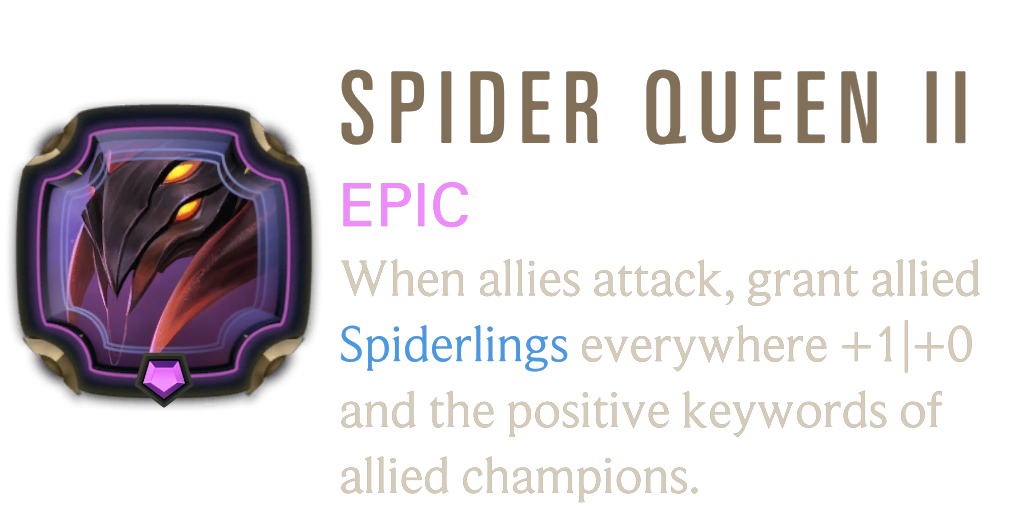 SPIDER QUEEN II
EPIC
When allies attack, grant allied
Spiderlings everywhere +1|+0
and the positive keywords of
allied champions.